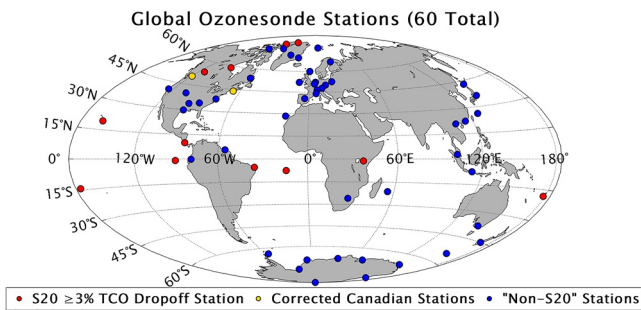 Global Ozonesonde Stations (60 Total)
60°N
45°N
30°N
15°N
0°
120°W
60°W
0°
60°E
120°E
180°
15°S
30°S
45°S
60°S
S20 ≥3% TCO Dropoff Station
Corrected Canadian Stations
"Non-S20" Stations